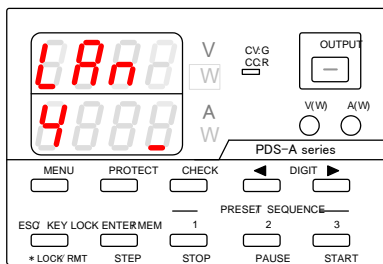 V
CV:G
CC:R
OUTPUT
LAn
W
V(W) A(W)
4 _
A
W
PDS-A series
MENU PROTECT CHECK ◀ DIGIT ▶
PRESET/ SEQUENCE
ESC/ KEY LOCK ENTER/MEM 1 2 3
* LOCK/ RMT STEP STOP PAUSE START